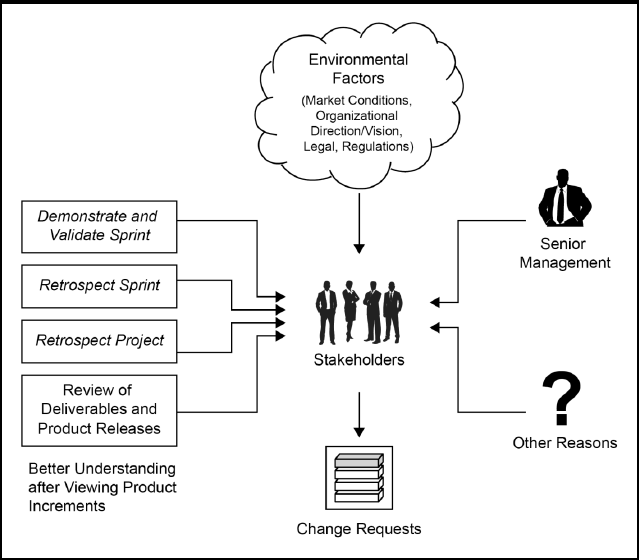 Environmental
Factors
(Market Conditions,
Organizational
Direction/Vision,
Legal, Regulations)
Demonstrate and
Validate Sprint
Retrospect Sprint
Retrospect Project
Review of
Deliverables and
Product Releases
Better Understanding
after Viewing Product
Increments
Stakeholders
Senior
Management
?
Other Reasons
Change Requests